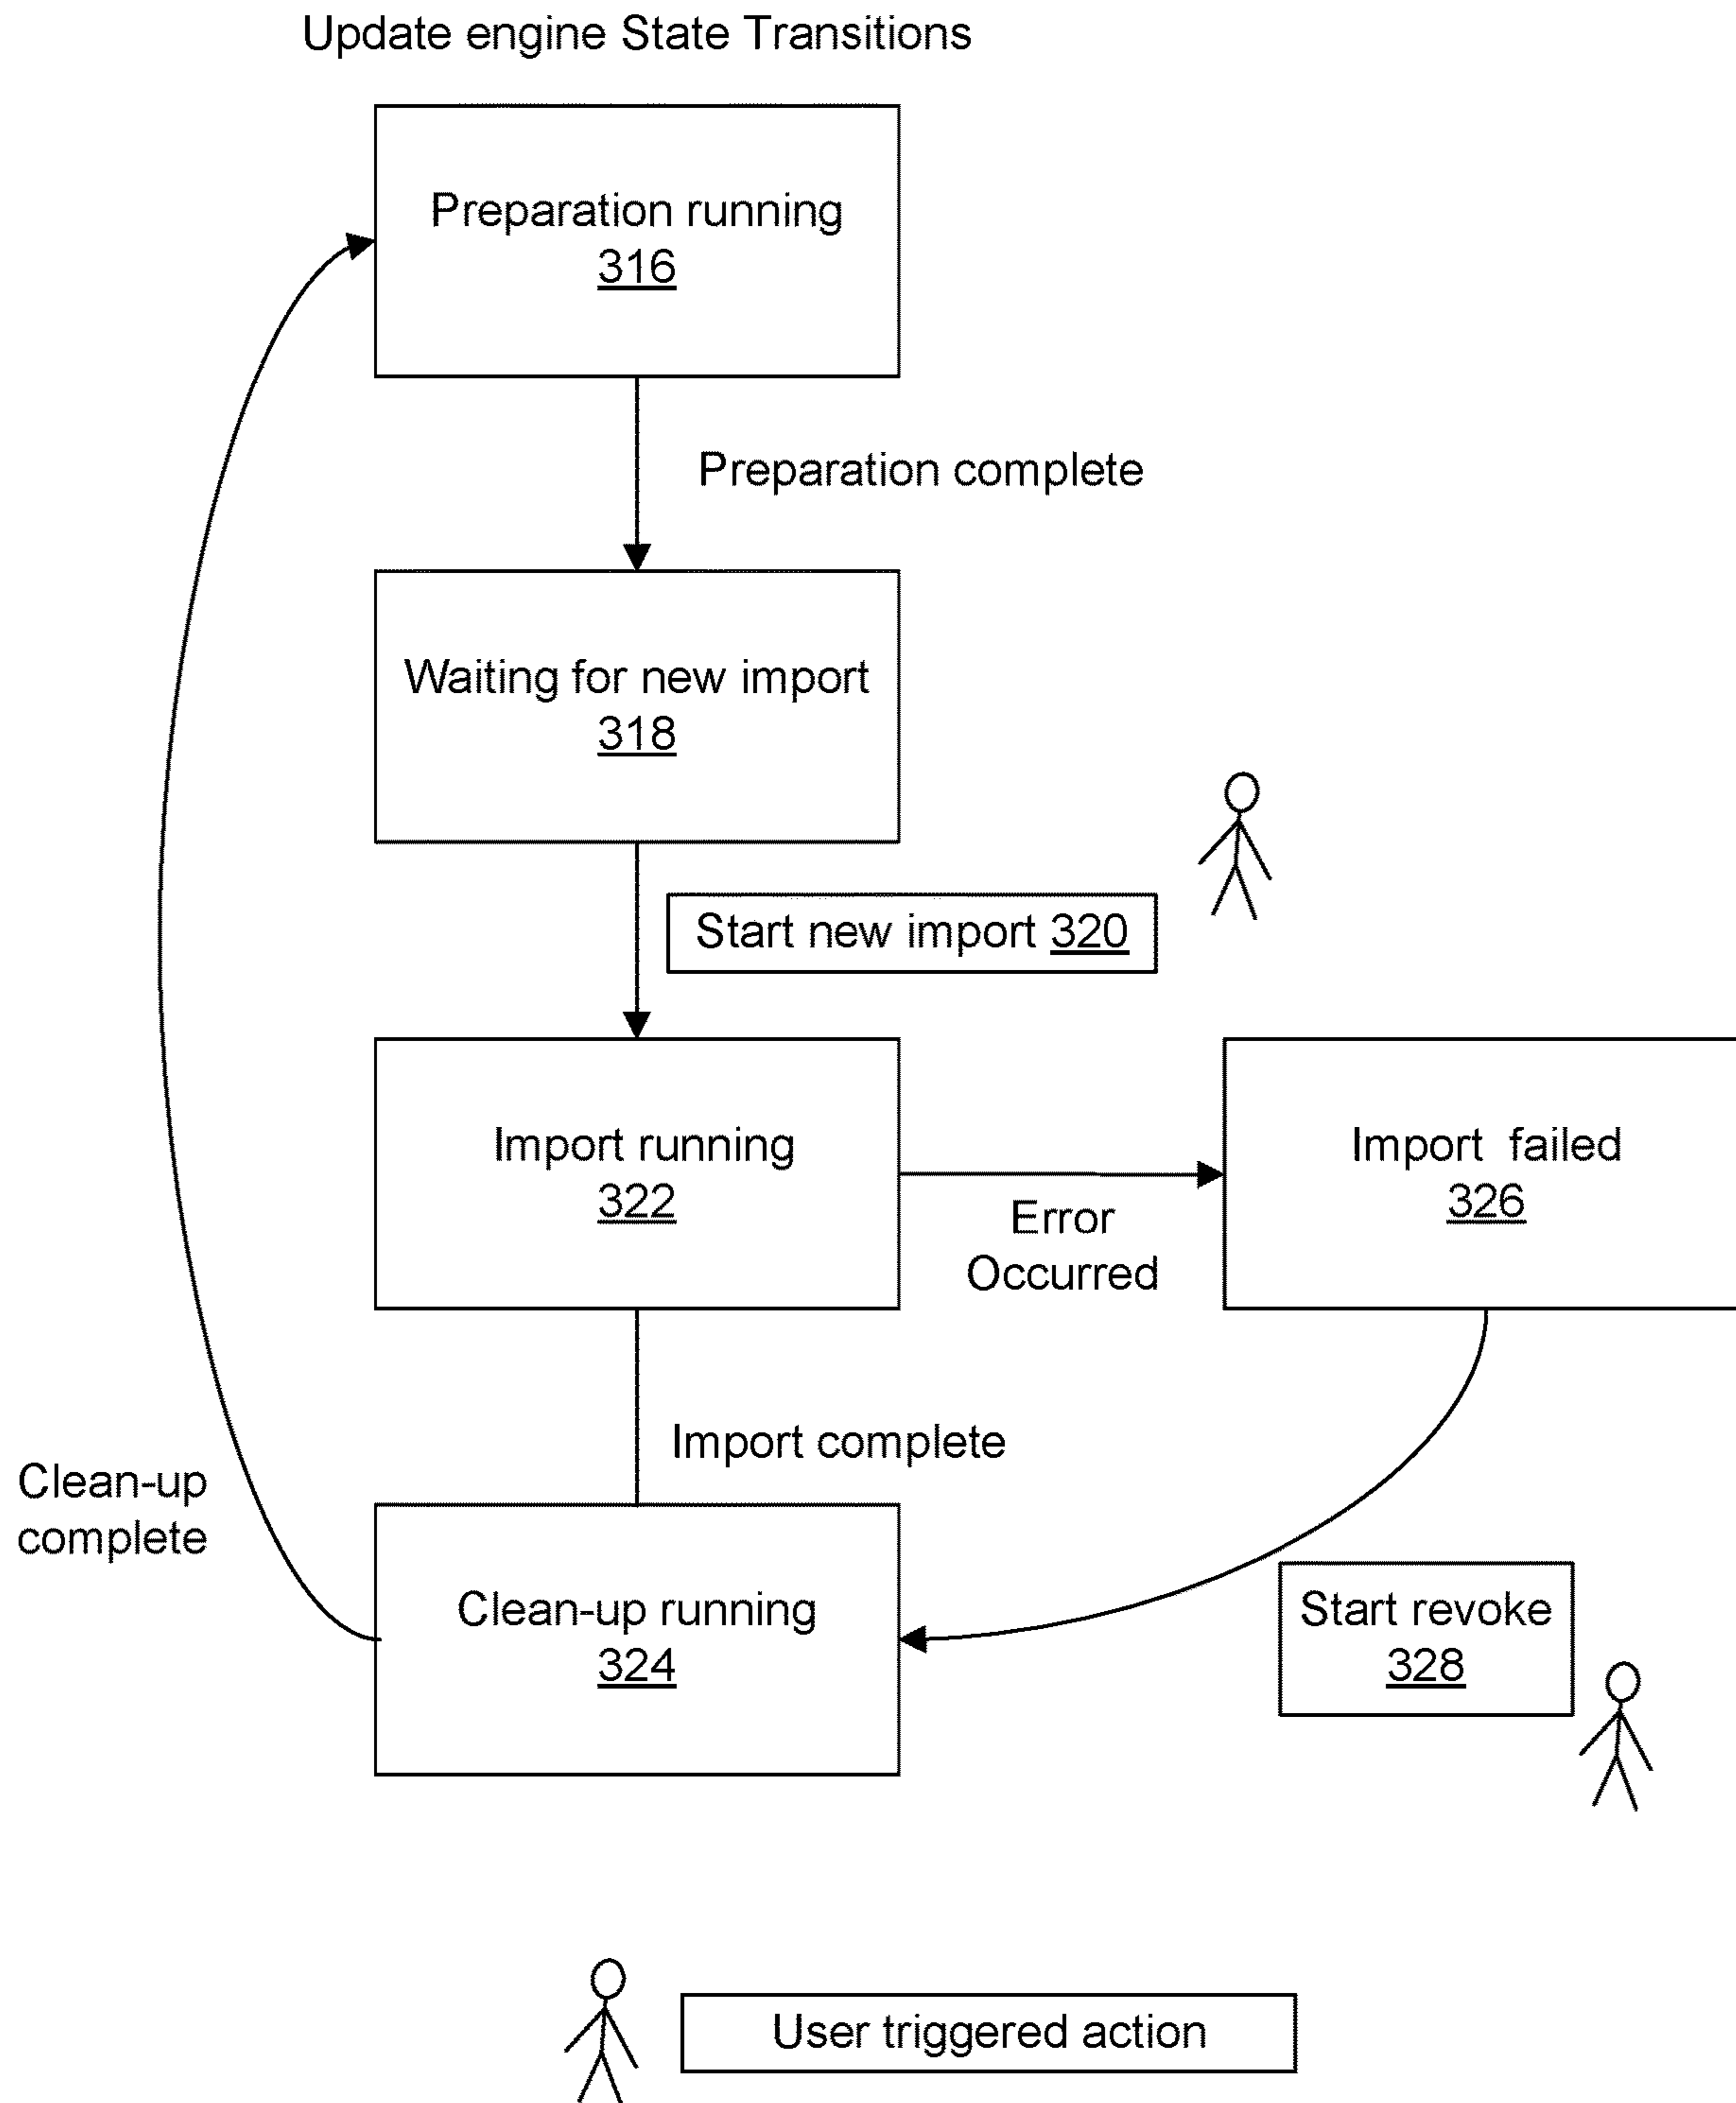 Update engine State Transitions
Preparation running
316
Preparation complete
Waiting for new import
318
Start new import 320
Import running
322
Error
Occurred
Import failed
326
Import complete
Clean-up
complete
Clean-up running
324
Start revoke
328
User triggered action